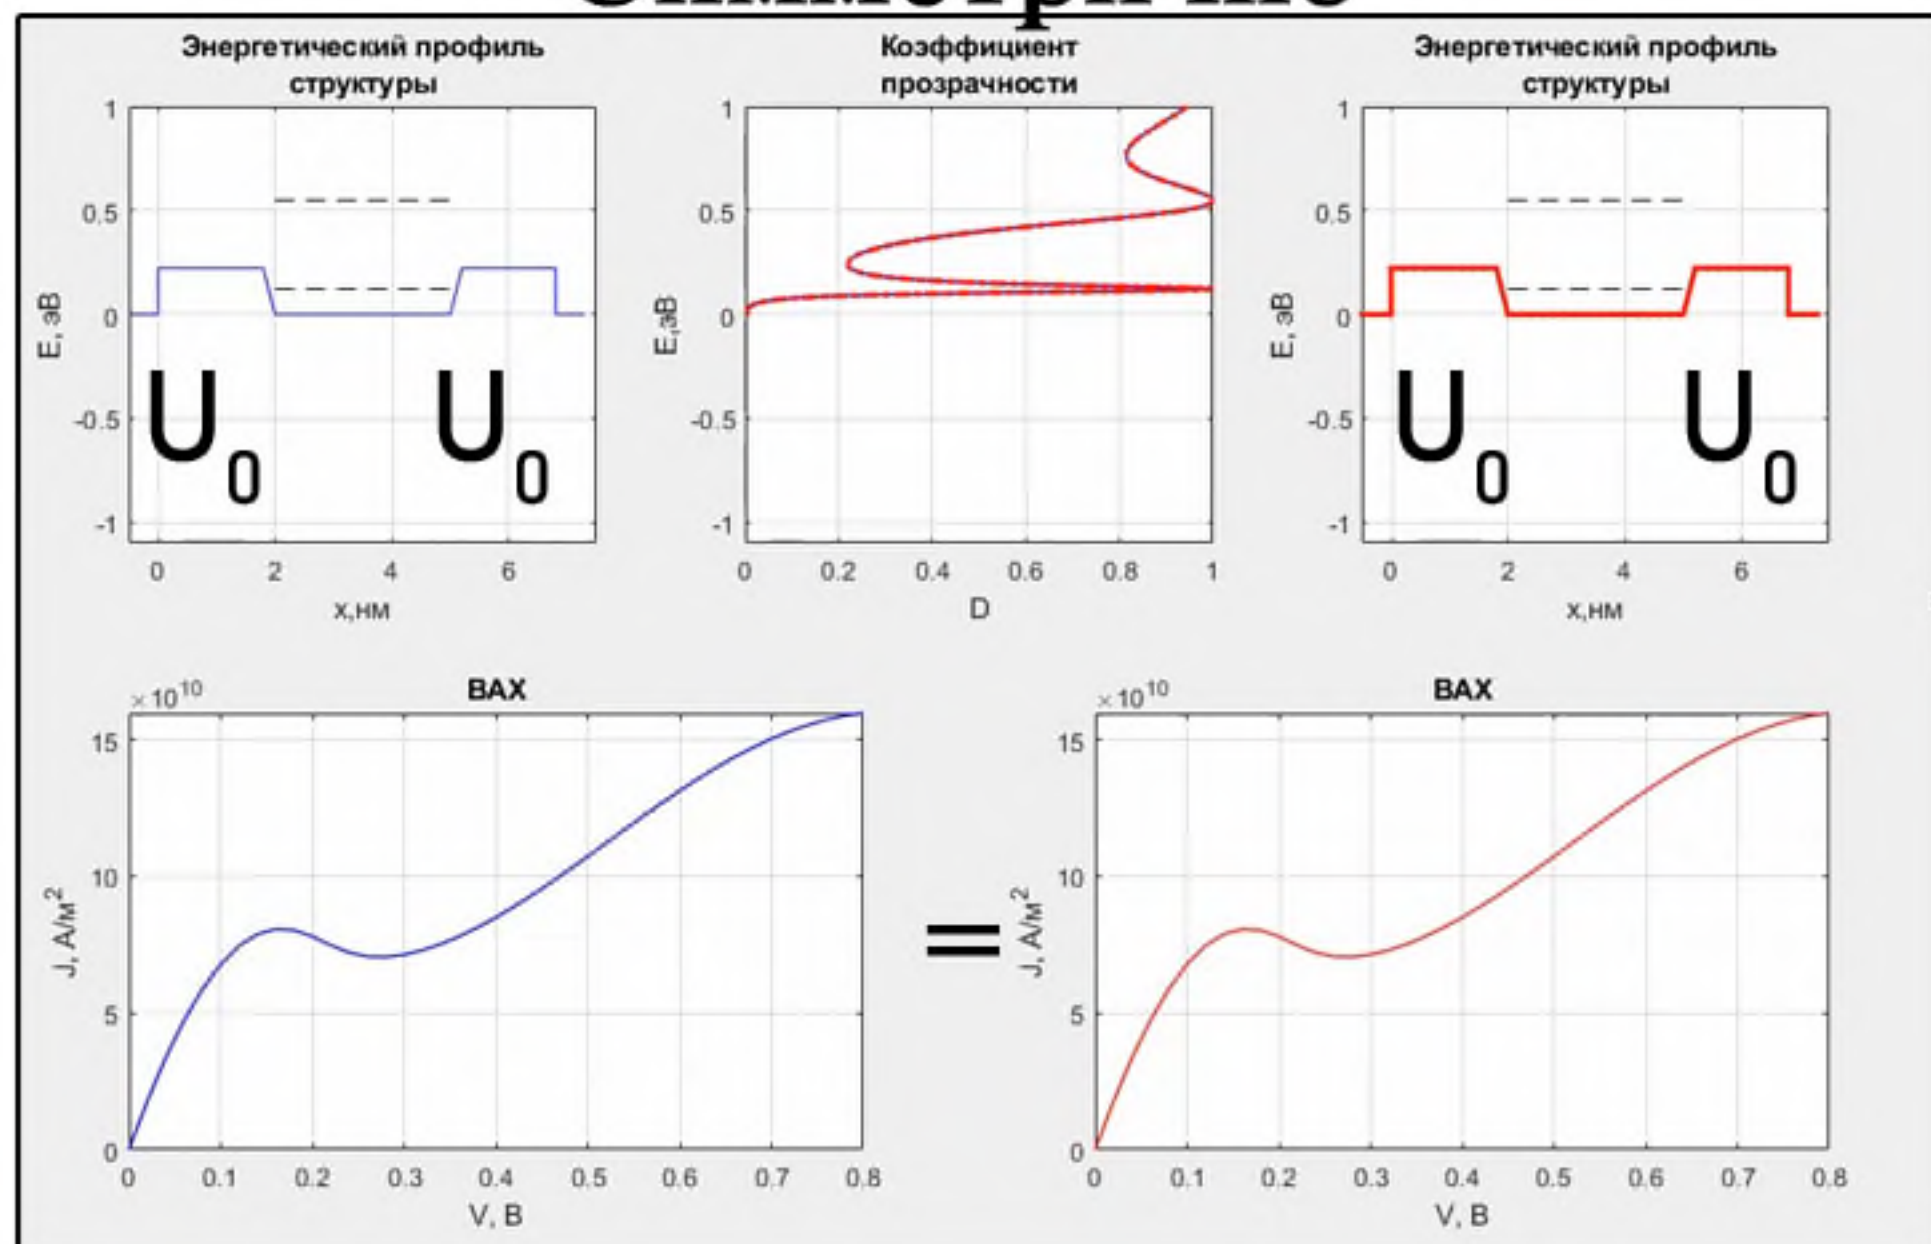 Энергетический профиль
структуры
Коэффициент
прозрачности
Энергетический профиль
структуры
1
0.5
0
-0.5
-1
E, эВ
U0
U0
0
2
4
6
x,нм
1
0.5
0
-0.5
-1
E,эВ
0
0.2
0.4
0.6
0.8
1
D
1
0.5
0
-0.5
-1
E, эВ
U0
U0
0
2
4
6
x,нм
×10^10
ВАХ
15
10
5
0
J, А/м^2
0
0.1
0.2
0.3
0.4
0.5
0.6
0.7
0.8
V, В
=
×10^10
ВАХ
15
10
5
0
J, А/м^2
0
0.1
0.2
0.3
0.4
0.5
0.6
0.7
0.8
V, В